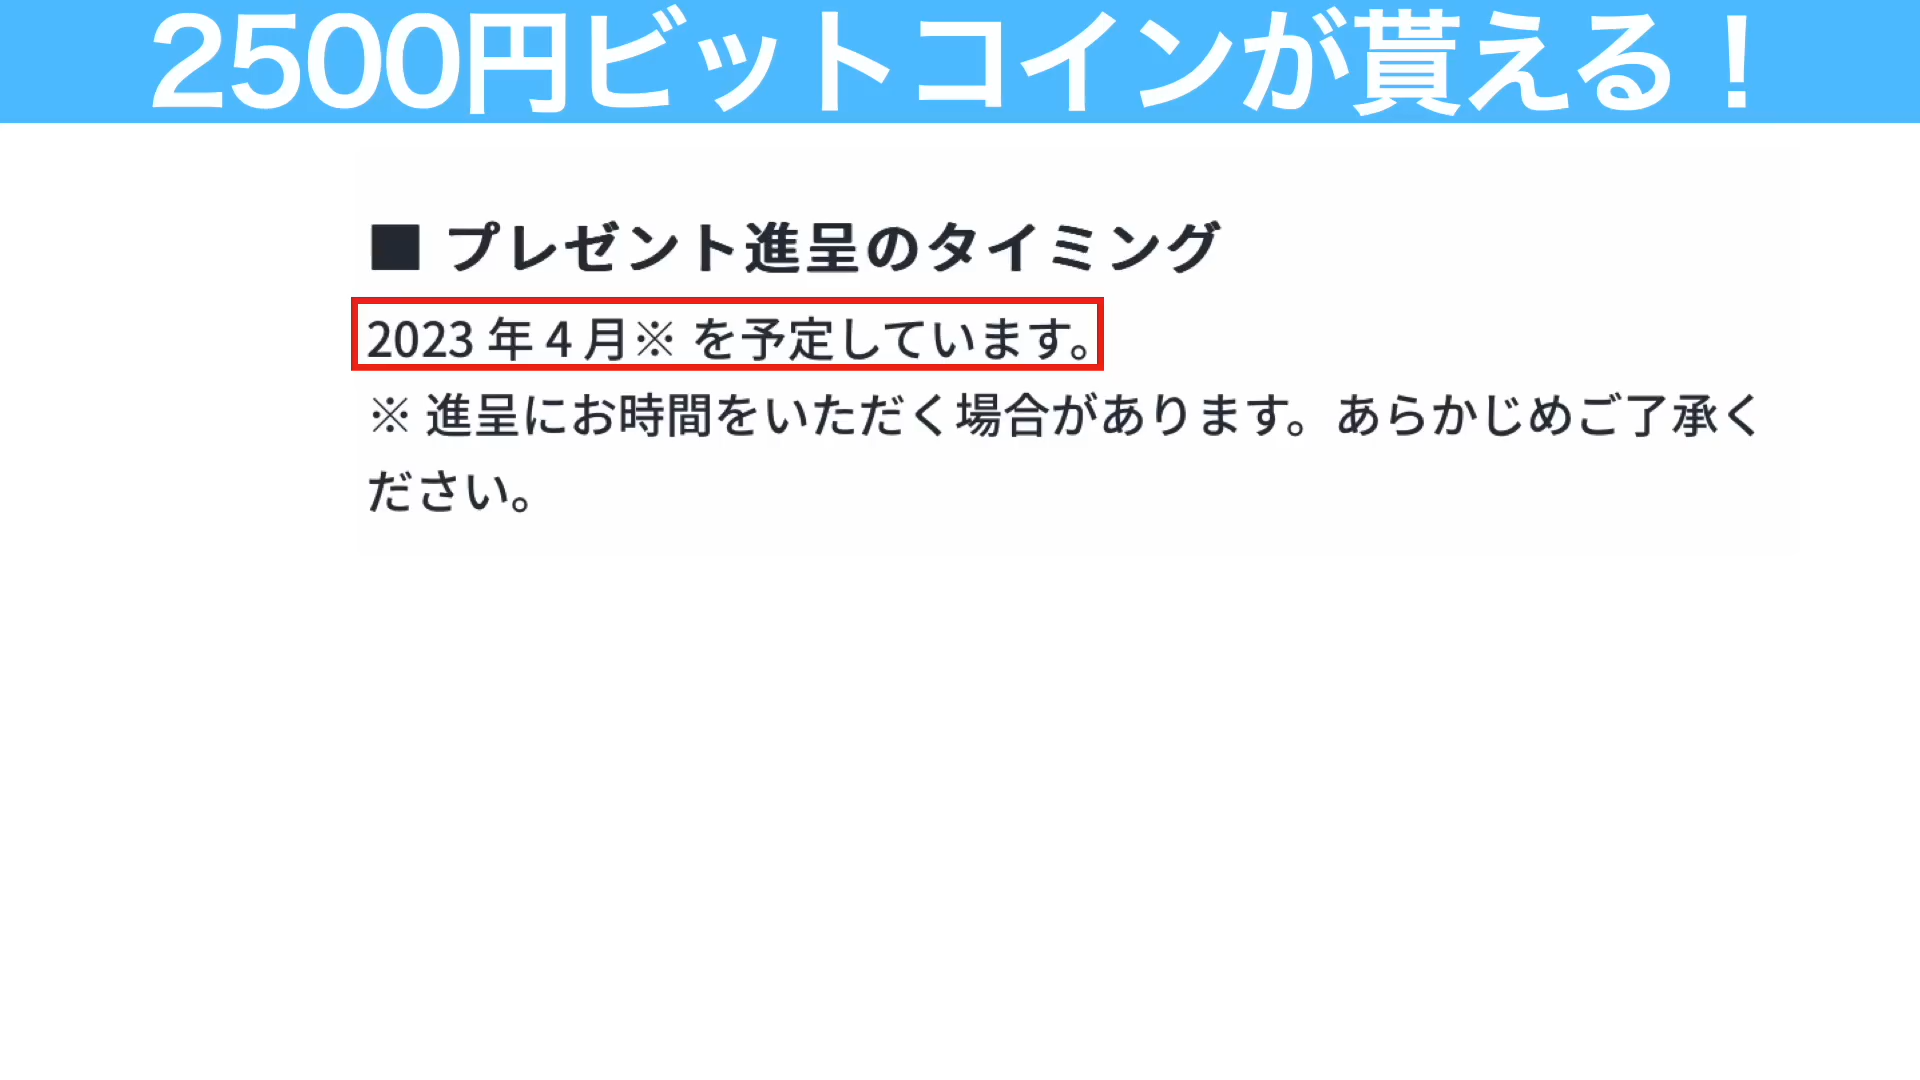 2500円ビットコインが貰える！
■ プレゼント進呈のタイミング
2023 年 4 月※ を予定しています。
※ 進呈にお時間をいただく場合があります。あらかじめご了承く
ださい。